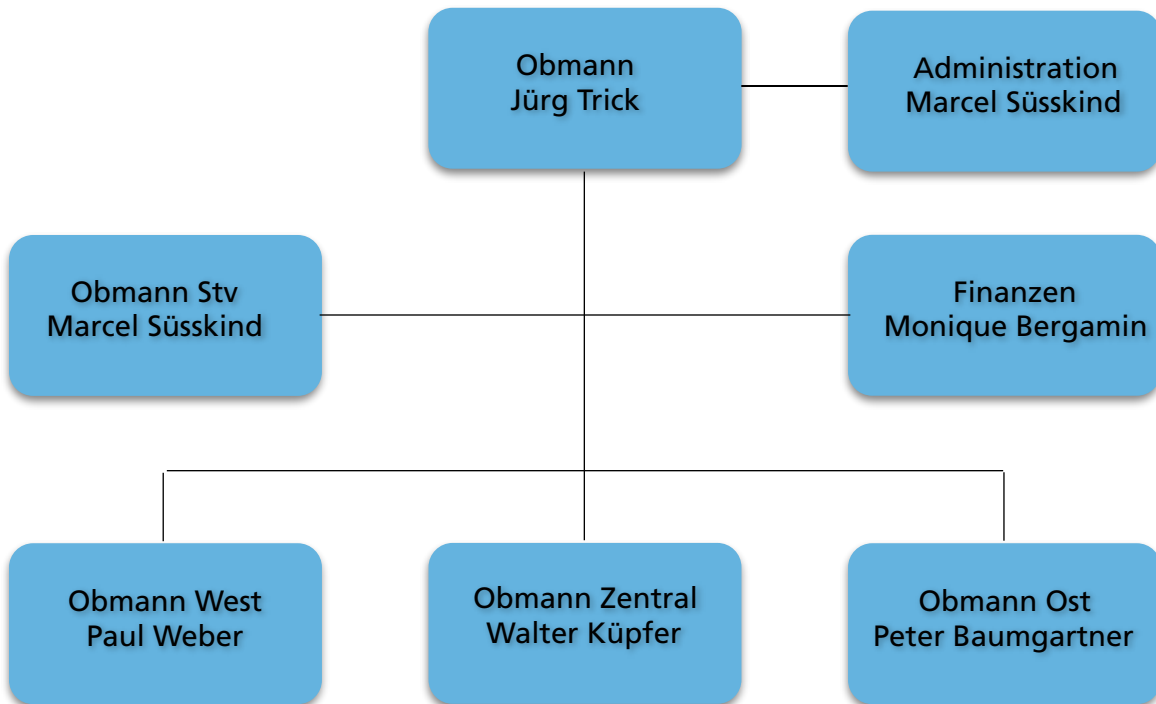 Obmann
Jürg Trick
Administration
Marcel Süsskind
Obmann Stv
Marcel Süsskind
Finanzen
Monique Bergamin
Obmann West
Paul Weber
Obmann Zentral
Walter Küpfer
Obmann Ost
Peter Baumgartner